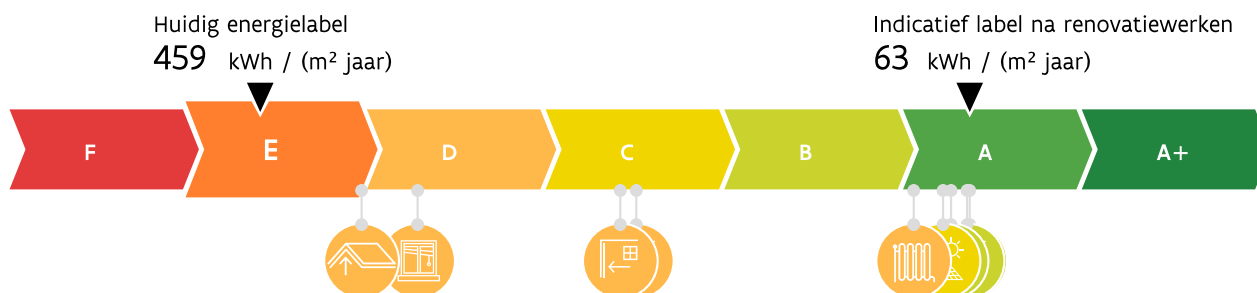 Huidig energielabel
459 kWh / (m² jaar)
Indicatief label na renovatiewerken
63 kWh / (m² jaar)
F E D C B A A+